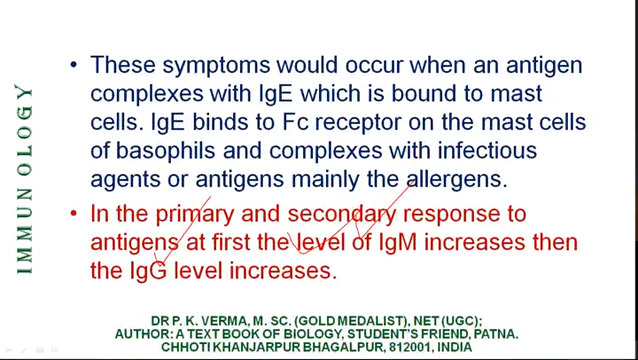 IMMUNOLOGY
• These symptoms would occur when an antigen
complexes with IgE which is bound to mast
cells. IgE binds to Fc receptor on the mast cells
of basophils and complexes with infectious
agents or antigens mainly the allergens.
• In the primary and secondary response to
antigens at first the level of IgM increases then
the IgG level increases.
DR P. K. VERMA, M. SC. (GOLD MEDALIST), NET (UGC);
AUTHOR: A TEXT BOOK OF BIOLOGY, STUDENT'S FRIEND, PATNA.
CHHOTI KHANJARPUR BHAGALPUR, 812001, INDIA